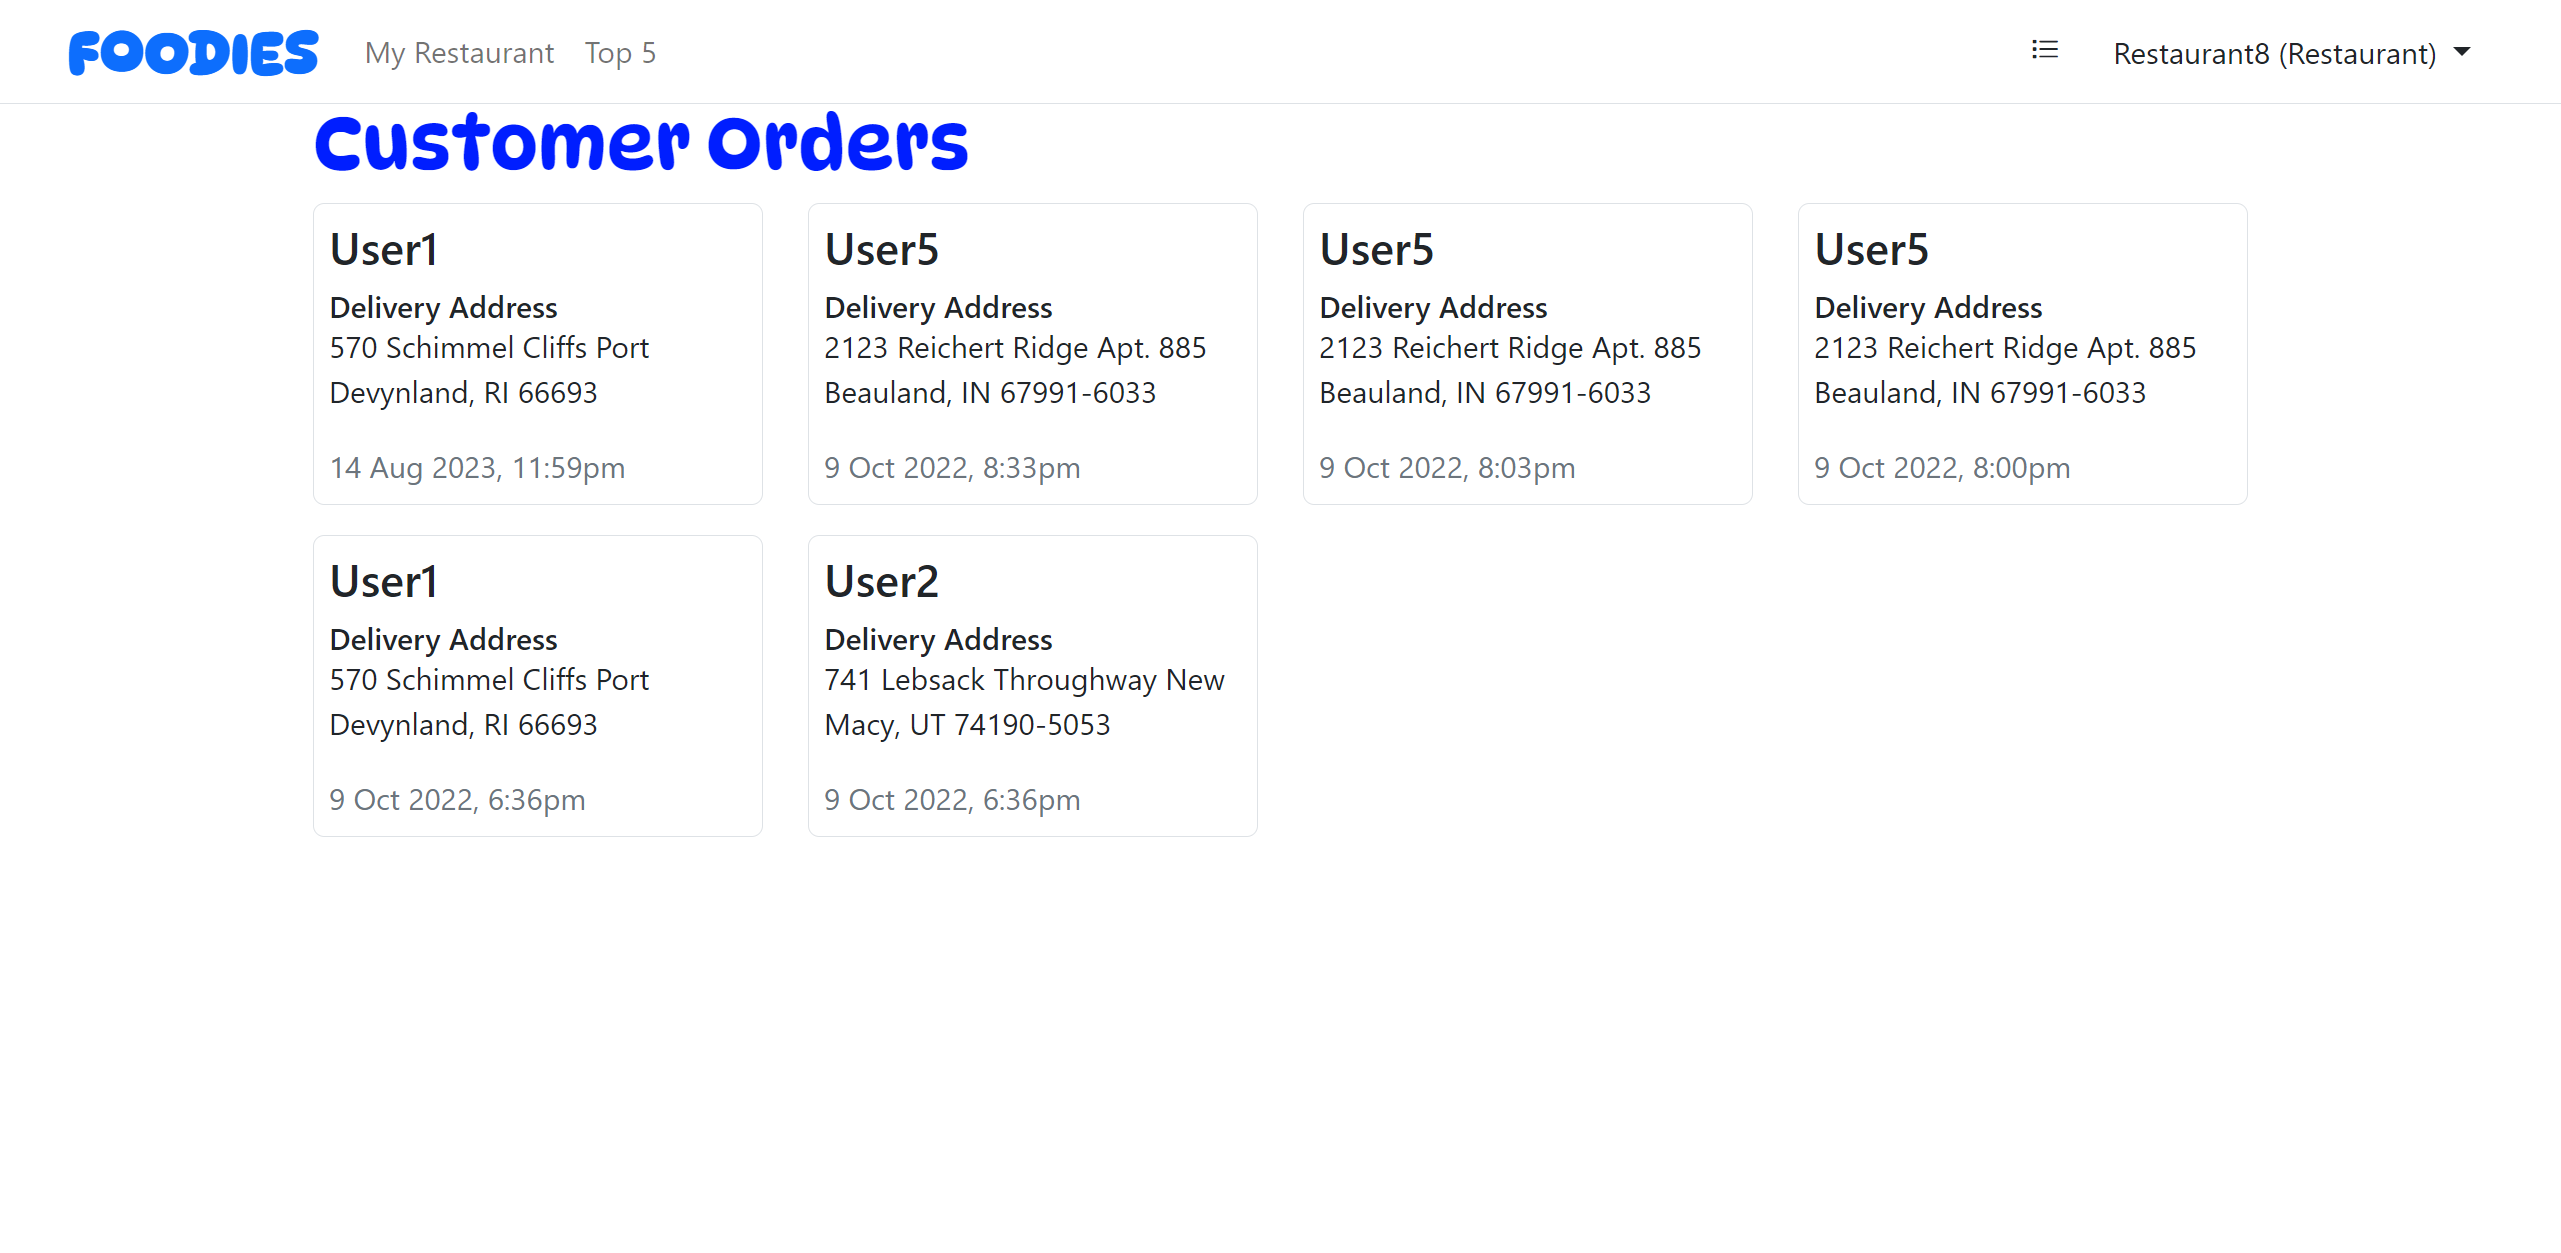 FOODIES My Restaurant Top 5 Restaurant8 (Restaurant)
Customer Orders
User1
Delivery Address
570 Schimmel Cliffs Port
Devynland, RI 66693
14 Aug 2023, 11:59pm
User5
Delivery Address
2123 Reichert Ridge Apt. 885
Beauland, IN 67991-6033
9 Oct 2022, 8:33pm
User5
Delivery Address
2123 Reichert Ridge Apt. 885
Beauland, IN 67991-6033
9 Oct 2022, 8:03pm
User5
Delivery Address
2123 Reichert Ridge Apt. 885
Beauland, IN 67991-6033
9 Oct 2022, 8:00pm
User1
Delivery Address
570 Schimmel Cliffs Port
Devynland, RI 66693
9 Oct 2022, 6:36pm
User2
Delivery Address
741 Lebsack Throughway New
Macy, UT 74190-5053
9 Oct 2022, 6:36pm